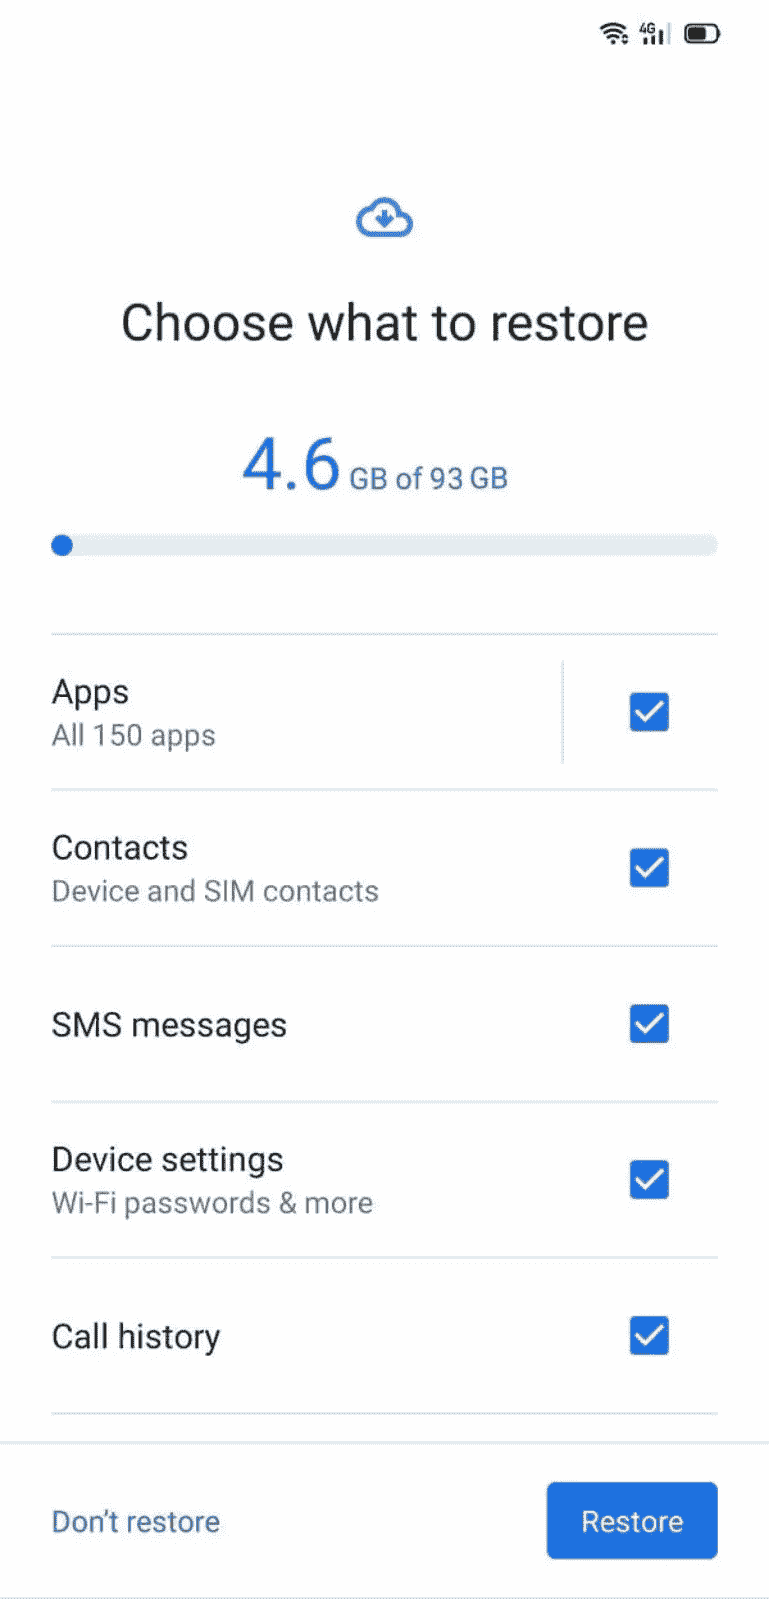 4G
Choose what to restore
4.6 GB of 93 GB
Apps
All 150 apps
Contacts
Device and SIM contacts
SMS messages
Device settings
Wi-Fi passwords & more
Call history
Don't restore
Restore